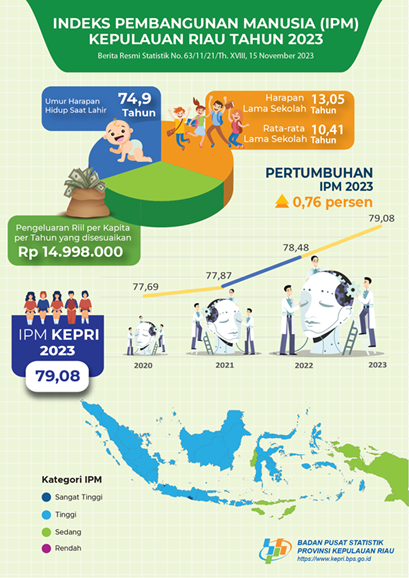 INDEKS PEMBANGUNAN MANUSIA (IPM)
KEPULAUAN RIAU TAHUN 2023
Berita Resmi Statistik No. 63/11/21/Th. XVIII, 15 November 2023
Umur Harapan
Hidup Saat Lahir
74,9
Tahun
Harapan
Lama Sekolah
13,05
Tahun
Rata-rata
Lama Sekolah
10,41
Tahun
Pengeluaran Riil per Kapita
per Tahun yang disesuaikan
Rp 14.998.000
PERTUMBUHAN
IPM 2023
0,76 persen
77,69
77,87
78,48
79,08
2020
2021
2022
2023
IPM KEPRI
2023
79,08
Kategori IPM
Sangat Tinggi
Tinggi
Sedang
Rendah
BADAN PUSAT STATISTIK
PROVINSI KEPULAUAN RIAU
https://www.kepri.bps.go.id